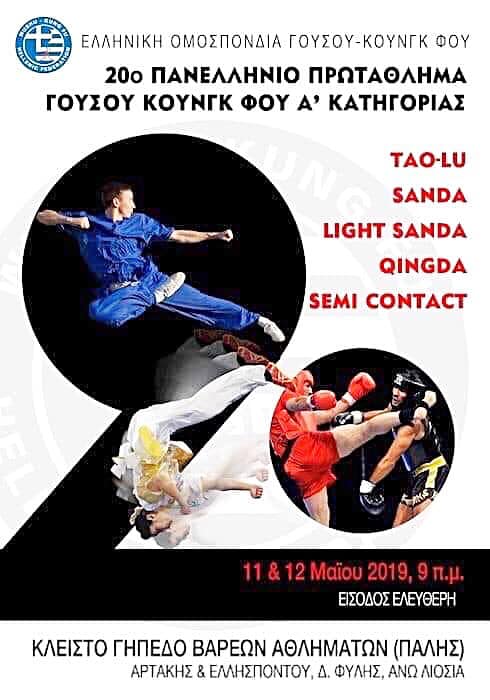 ΕΛΛΗΝΙΚΗ ΟΜΟΣΠΟΝΔΙΑ ΓΟΥΣΟΥ-ΚΟΥΝΓΚ ΦΟΥ
20ο ΠΑΝΕΛΛΗΝΙΟ ΠΡΩΤΑΘΛΗΜΑ
ΓΟΥΣΟΥ ΚΟΥΝΓΚ ΦΟΥ Α' ΚΑΤΗΓΟΡΙΑΣ
TAO-LU
SANDA
LIGHT SANDA
QINGDA
SEMI CONTACT
11 & 12 Μαΐου 2019, 9 π.μ.
ΕΙΣΟΔΟΣ ΕΛΕΥΘΕΡΗ
ΚΛΕΙΣΤΟ ΓΗΠΕΔΟ ΒΑΡΕΩΝ ΑΘΛΗΜΑΤΩΝ (ΠΑΛΗΣ)
ΑΡΤΑΚΗΣ & ΕΛΛΗΣΠΟΝΤΟΥ, Δ. ΦΥΛΗΣ, ΑΝΩ ΛΙΟΣΙΑ